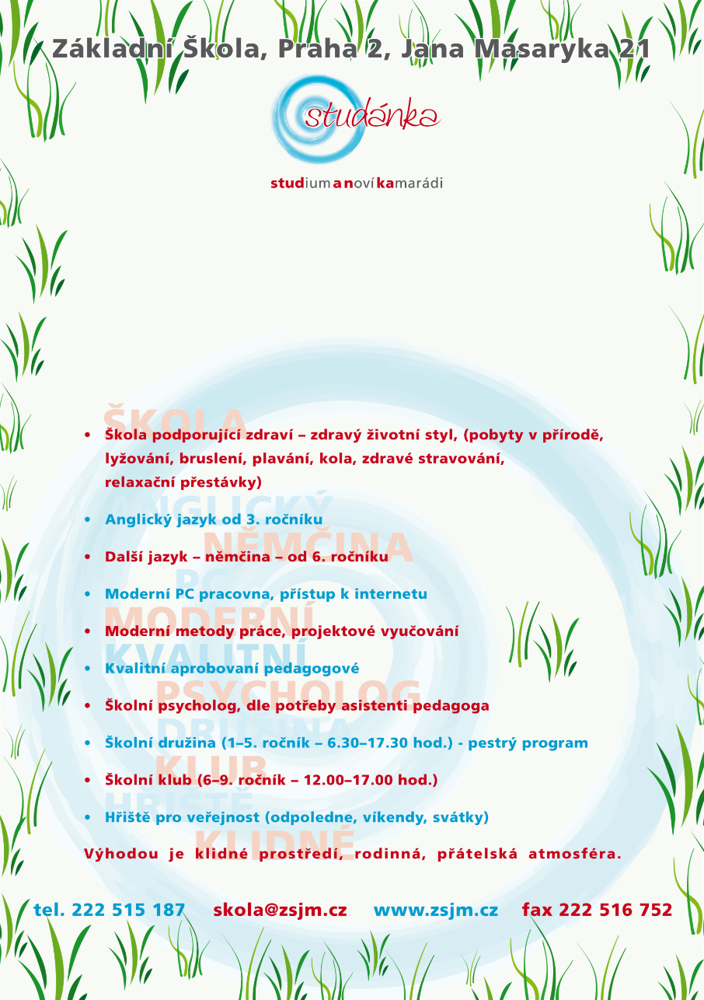 Základní Škola, Praha 2, Jana Masaryka 21
studánka
studium a noví kamarádi
ŠKOLA
• Škola podporující zdraví – zdravý životní styl, (pobyty v přírodě,
lyžování, bruslení, plavání, kola, zdravé stravování,
relaxační přestávky)
ANGLICKÝ
• Anglický jazyk od 3. ročníku
NĚMČINA
• Další jazyk – němčina – od 6. ročníku
PC
• Moderní PC pracovna, přístup k internetu
MODERNÍ
• Moderní metody práce, projektové vyučování
KVALITNÍ
• Kvalitní aprobovaní pedagogové
PSYCHOLOG
• Školní psycholog, dle potřeby asistenti pedagoga
DRUŽINA
• Školní družina (1–5. ročník – 6.30–17.30 hod.) - pestrý program
KLUB
• Školní klub (6–9. ročník – 12.00–17.00 hod.)
HŘIŠTĚ
• Hřiště pro veřejnost (odpoledne, víkendy, svátky)
KLIDNÉ
Výhodou je klidné prostředí, rodinná, přátelská atmosféra.
tel. 222 515 187 skola@zsjm.cz www.zsjm.cz fax 222 516 752